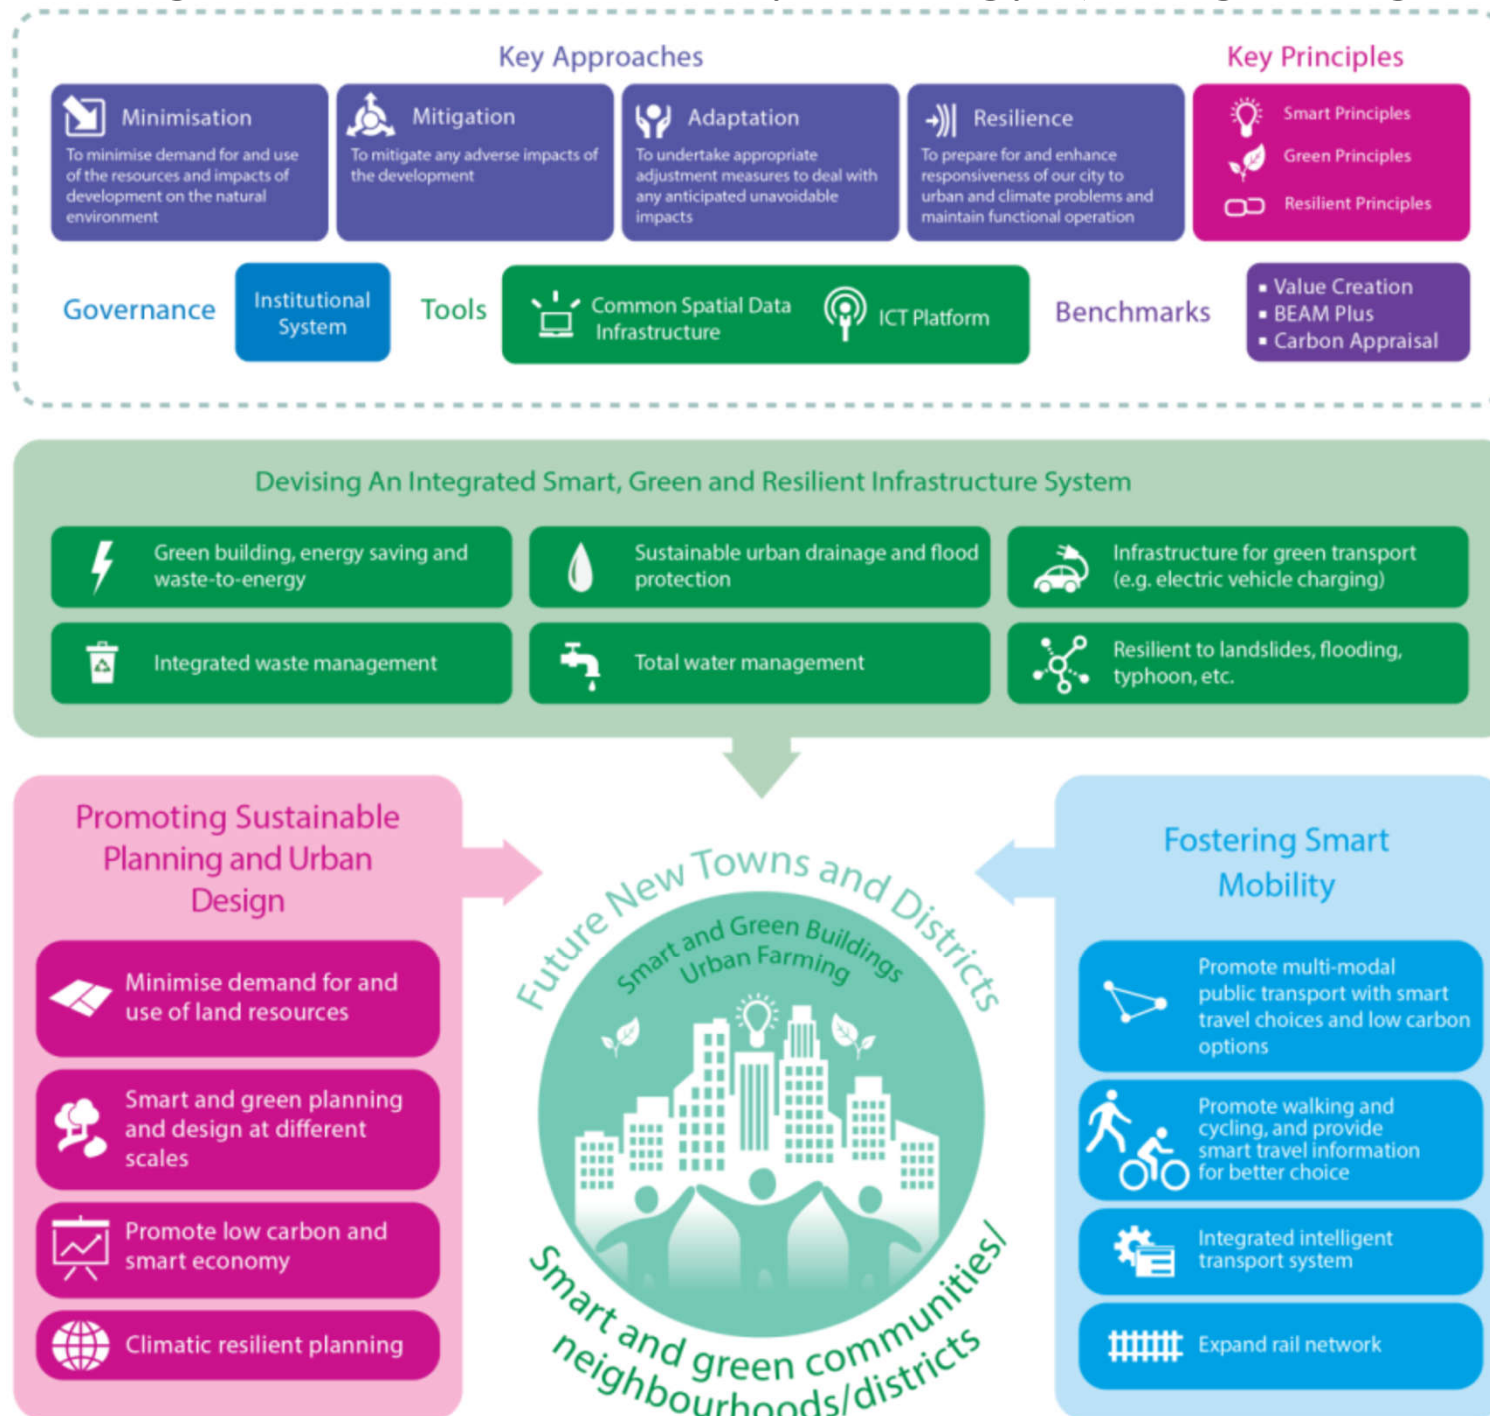 Key Approaches
Key Principles
Minimisation
To minimise demand for and use
of the resources and impacts of
development on the natural
environment
Mitigation
To mitigate any adverse impacts of
the development
Adaptation
To undertake appropriate
adjustment measures to deal with
any anticipated unavoidable
impacts
Resilience
To prepare for and enhance
responsiveness of our city to
urban and climate problems and
maintain functional operation
Smart Principles
Green Principles
Resilient Principles
Governance
Institutional
System
Tools
Common Spatial Data
Infrastructure
ICT Platform
Benchmarks
▪ Value Creation
▪ BEAM Plus
▪ Carbon Appraisal
Devising An Integrated Smart, Green and Resilient Infrastructure System
Green building, energy saving and
waste-to-energy
Sustainable urban drainage and flood
protection
Infrastructure for green transport
(e.g. electric vehicle charging)
Integrated waste management
Total water management
Resilient to landslides, flooding,
typhoon, etc.
Promoting Sustainable
Planning and Urban
Design
Minimise demand for and
use of land resources
Smart and green planning
and design at different
scales
Promote low carbon and
smart economy
Climatic resilient planning
Future New Towns and Districts
Smart and Green Buildings
Urban Farming
Smart and green communities/
neighbourhoods/districts
Fostering Smart
Mobility
Promote multi-modal
public transport with smart
travel choices and low carbon
options
Promote walking and
cycling, and provide
smart travel information
for better choice
Integrated intelligent
transport system
Expand rail network